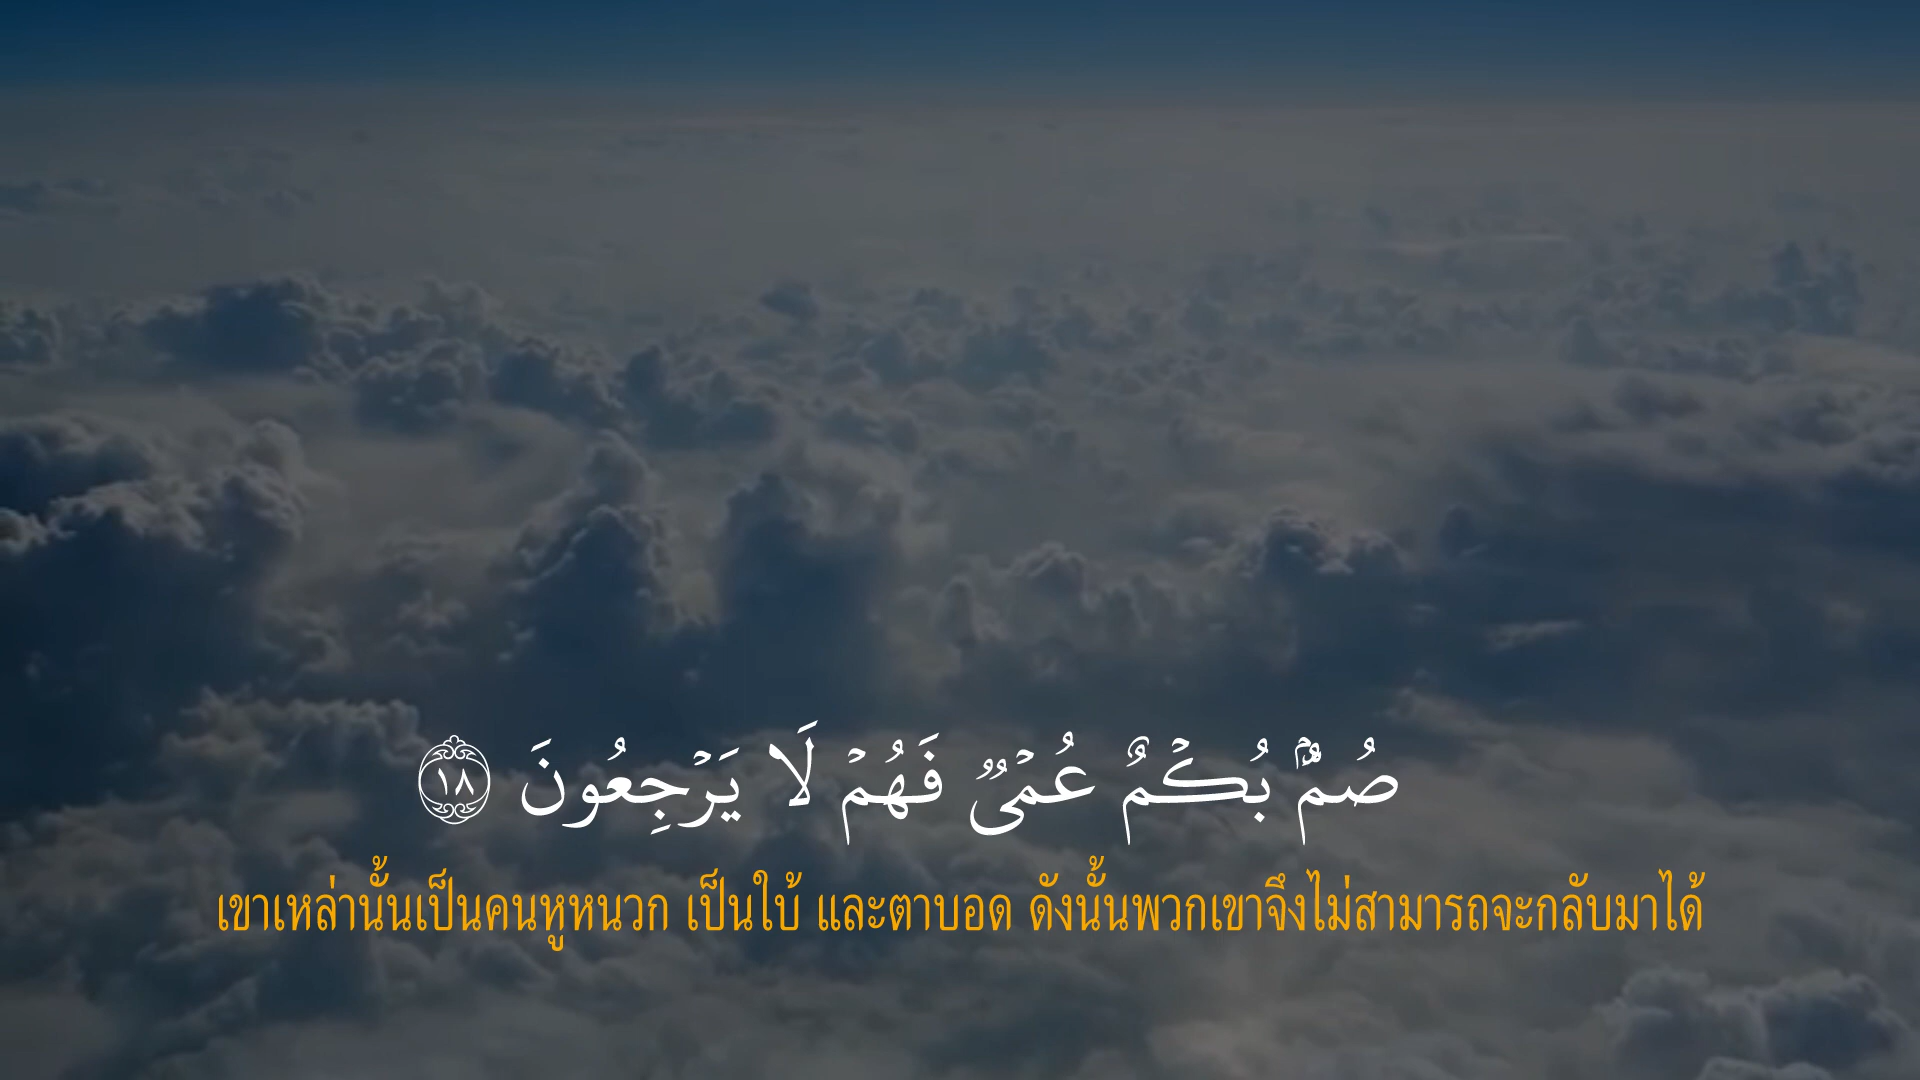 صُمٌّۢ بُكۡمٌ عُمۡيٞ فَهُمۡ لَا يَرۡجِعُونَ ١٨
เขาเหล่านั้นเป็นคนหูหนวก เป็นใบ้ และตาบอด ดังนั้นพวกเขาจึงไม่สามารถจะกลับมาได้